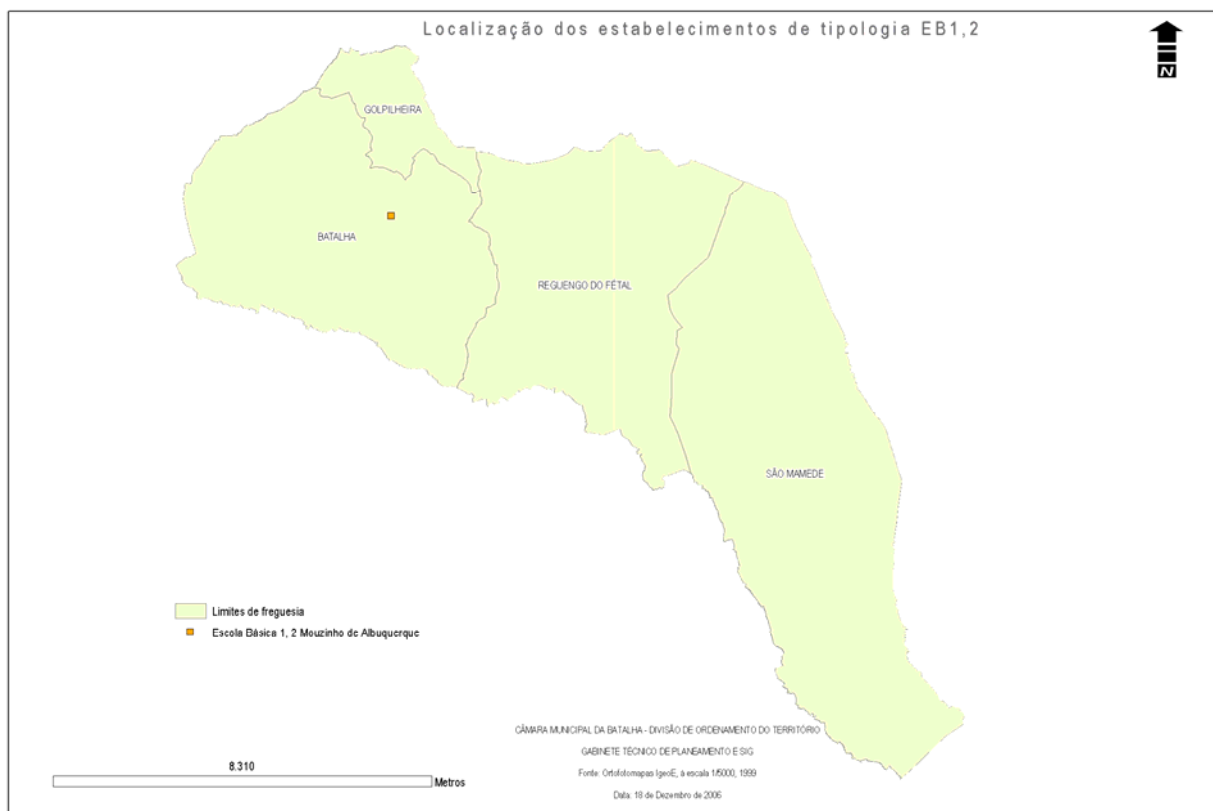 Localização dos estabelecimentos de tipologia EB1,2
N
GOLPILHEIRA
BATALHA
REGUENGO DO FÉTAL
SÃO MAMEDE
Limites de freguesia
Escola Básica 1, 2 Mouzinho de Albuquerque
CÂMARA MUNICIPAL DA BATALHA - DIVISÃO DE ORDENAMENTO DO TERRITÓRIO
GABINETE TÉCNICO DE PLANEAMENTO E SIG
Fonte: Ortofotomapas IgeoE, à escala 1/5000, 1999
Data: 18 de Dezembro de 2006
8.310
Metros